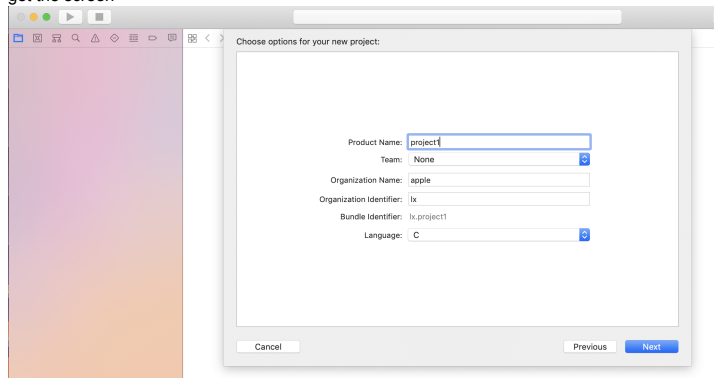 get the screen
Choose options for your new project:
Product Name: project1
Team: None
Organization Name: apple
Organization Identifier: lx
Bundle Identifier: lx.project1
Language: C
Cancel Previous Next